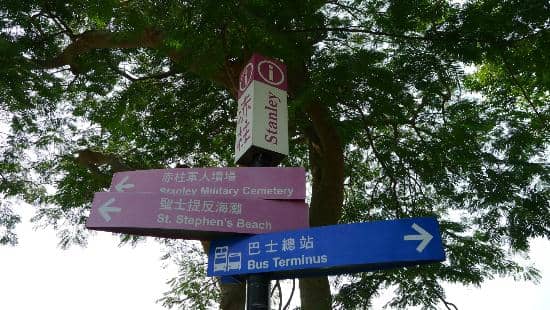 赤柱
Stanley
赤柱軍人墳場
Stanley Military Cemetery
聖士提反海灘
St. Stephen's Beach
巴士總站
Bus Terminus